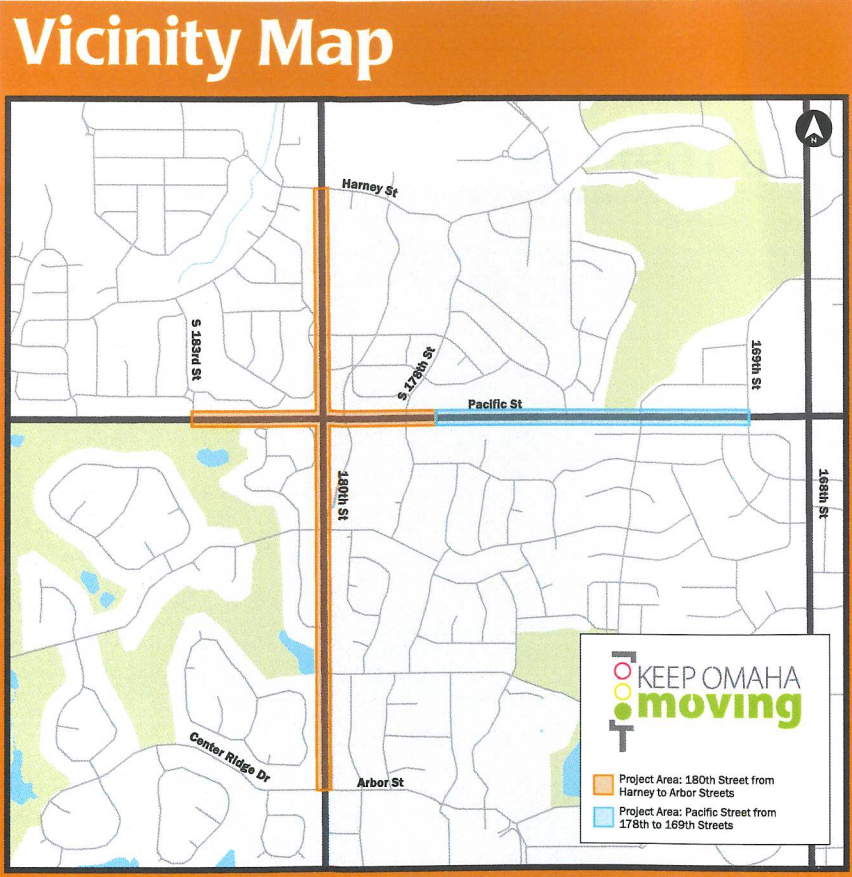 Vicinity Map
N
Harney St
S 183rd St
S 178th St
169th St
Pacific St
180th St
168th St
KEEP OMAHA
moving
Center Ridge Dr
Arbor St
Project Area: 180th Street from
Harney to Arbor Streets
Project Area: Pacific Street from
178th to 169th Streets